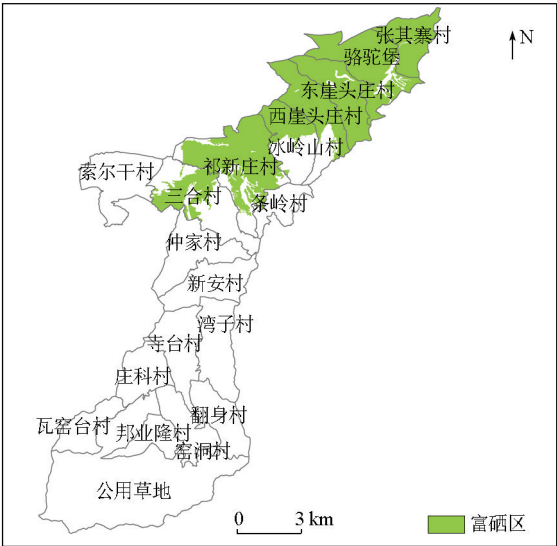 张其寨村
N
骆驼堡
东崖头庄村
西崖头庄村
冰岭山村
祁新庄村
索尔干村
三合村
条岭村
仲家村
新安村
湾子村
寺台村
庄科村
翻身村
瓦窑台村
邦业隆村
窑洞村
公用草地
0 3 km
富硒区